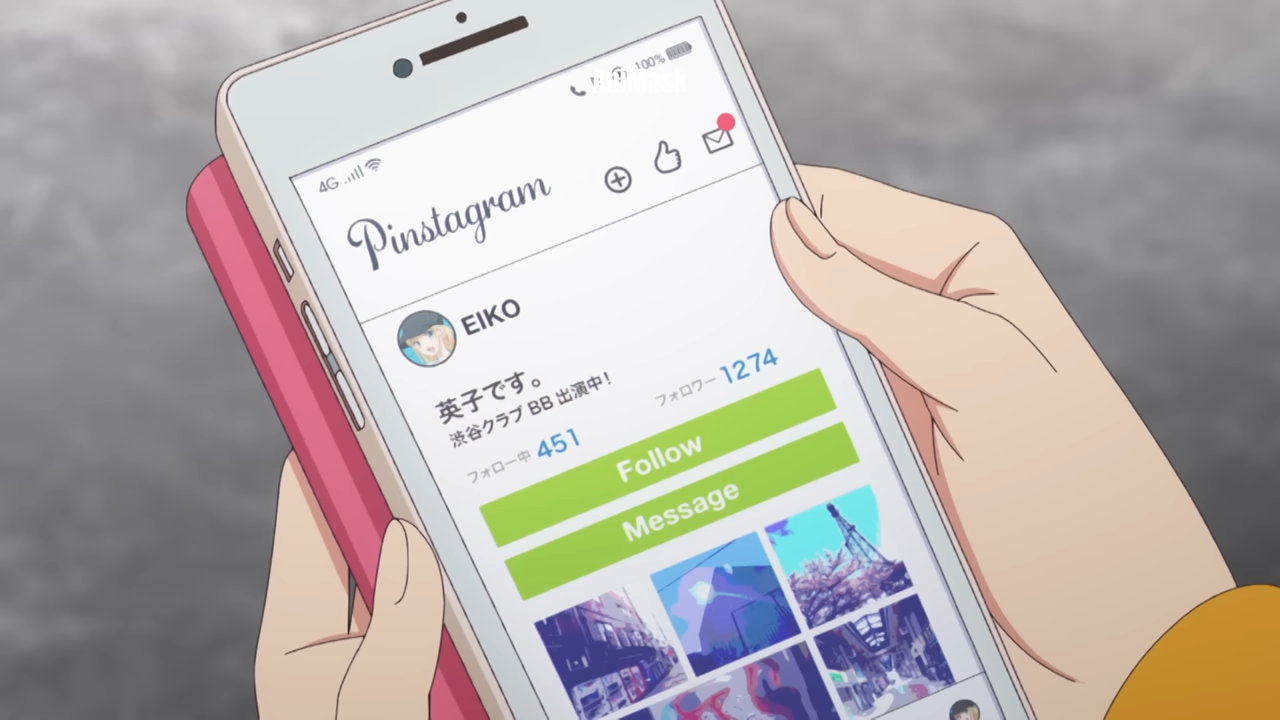 100%
4G
Pinstagram
EIKO
英子です。
渋谷クラブ BB 出演中!
フォロー中 451
フォロワー 1274
Follow
Message